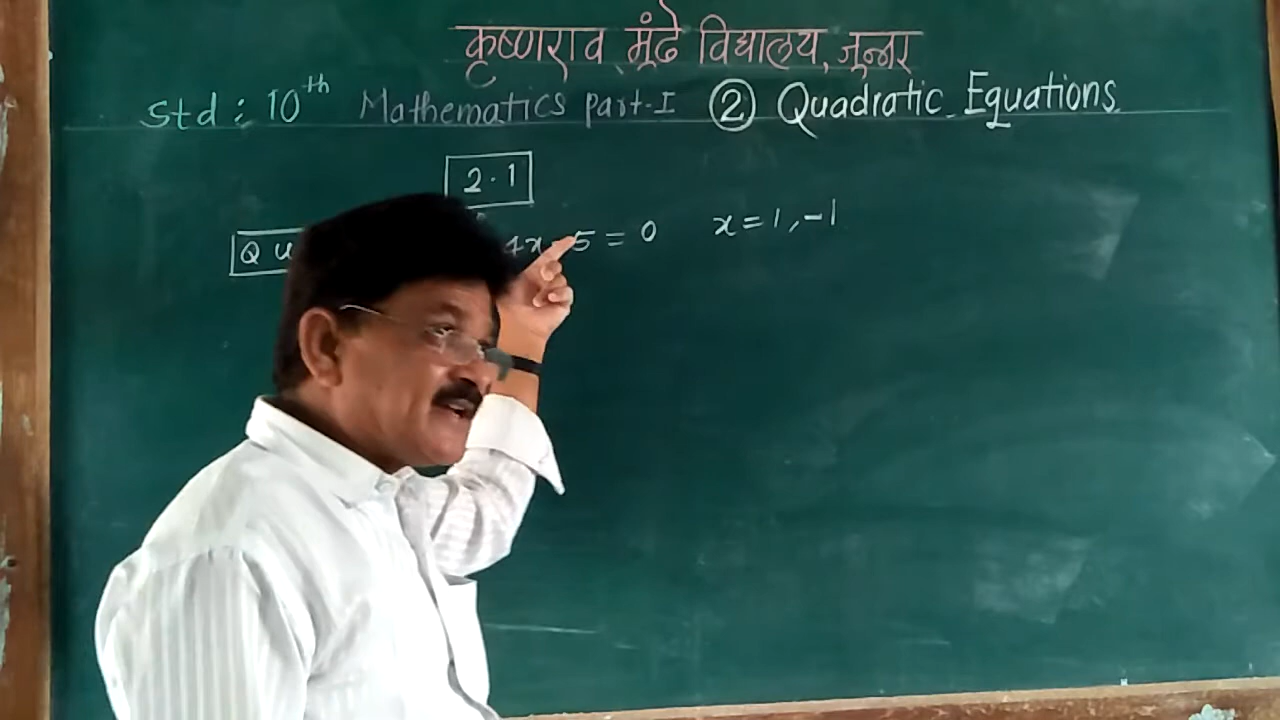 कृष्णराव मुंढे विद्यालय, जुन्नर
Std : 10th Mathematics Part-I ② Quadratic Equations
2.1
QU 4x-5=0 x=1,-1